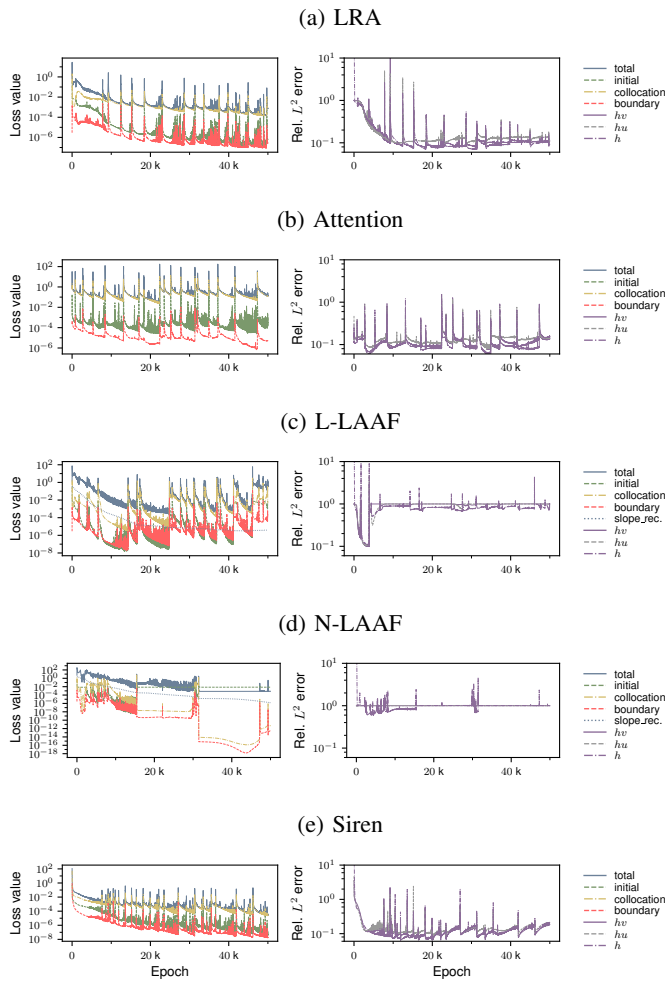 (a) LRA
Loss value
10^0
10^-2
10^-4
10^-6
0
20 k
40 k
Rel. L^2 error
10^1
10^0
10^-1
0
20 k
40 k
total
initial
collocation
boundary
hv
hu
h
(b) Attention
Loss value
10^2
10^0
10^-2
10^-4
10^-6
0
20 k
40 k
Rel. L^2 error
10^1
10^0
10^-1
0
20 k
40 k
total
initial
collocation
boundary
hv
hu
h
(c) L-LAAF
Loss value
10^2
10^0
10^-2
10^-4
10^-6
10^-8
0
20 k
40 k
Rel. L^2 error
10^1
10^0
10^-1
0
20 k
40 k
total
initial
collocation
boundary
slope_rec.
hv
hu
h
(d) N-LAAF
Loss value
10^2
10^0
10^-2
10^-4
10^-6
10^-8
10^-10
10^-12
10^-14
10^-16
10^-18
0
20 k
40 k
Rel. L^2 error
10^1
10^0
10^-1
0
20 k
40 k
total
initial
collocation
boundary
slope_rec.
hv
hu
h
(e) Siren
Loss value
10^2
10^0
10^-2
10^-4
10^-6
10^-8
0
20 k
40 k
Epoch
Rel. L^2 error
10^1
10^0
10^-1
0
20 k
40 k
Epoch
total
initial
collocation
boundary
hv
hu
h